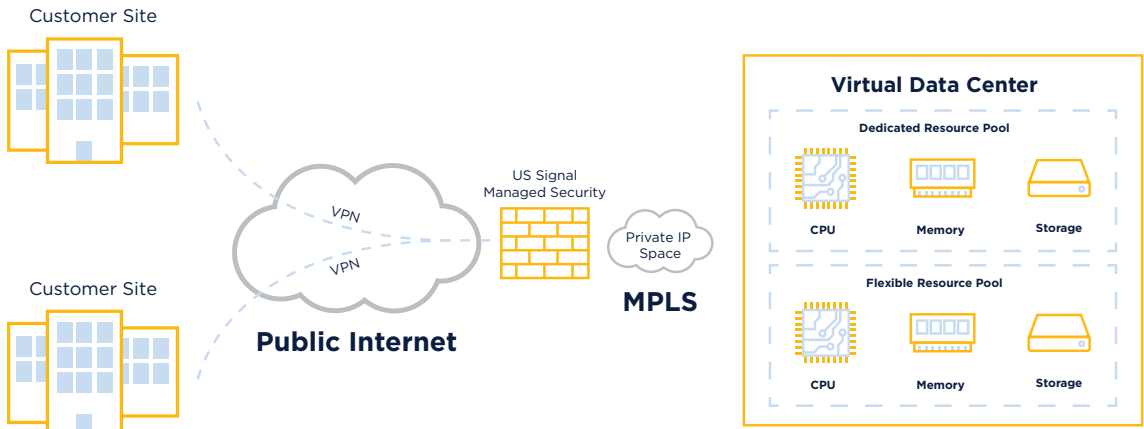 Customer Site
VPN
VPN
Customer Site
Public Internet
US Signal
Managed Security
Private IP
Space
MPLS
Virtual Data Center
Dedicated Resource Pool
CPU Memory Storage
Flexible Resource Pool
CPU Memory Storage